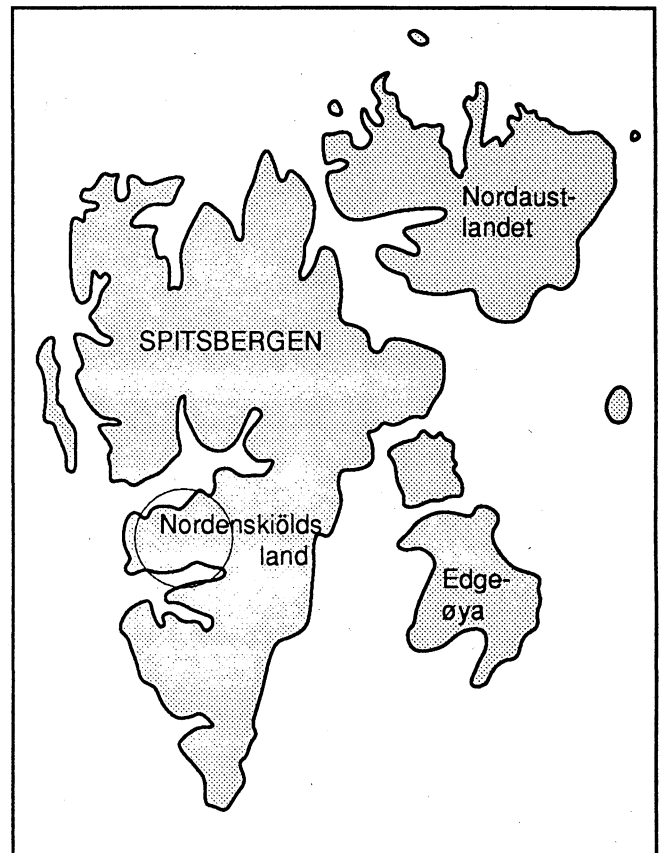 Nordaust-
landet
SPITSBERGEN
Nordenskiölds
land
Edge-
øya